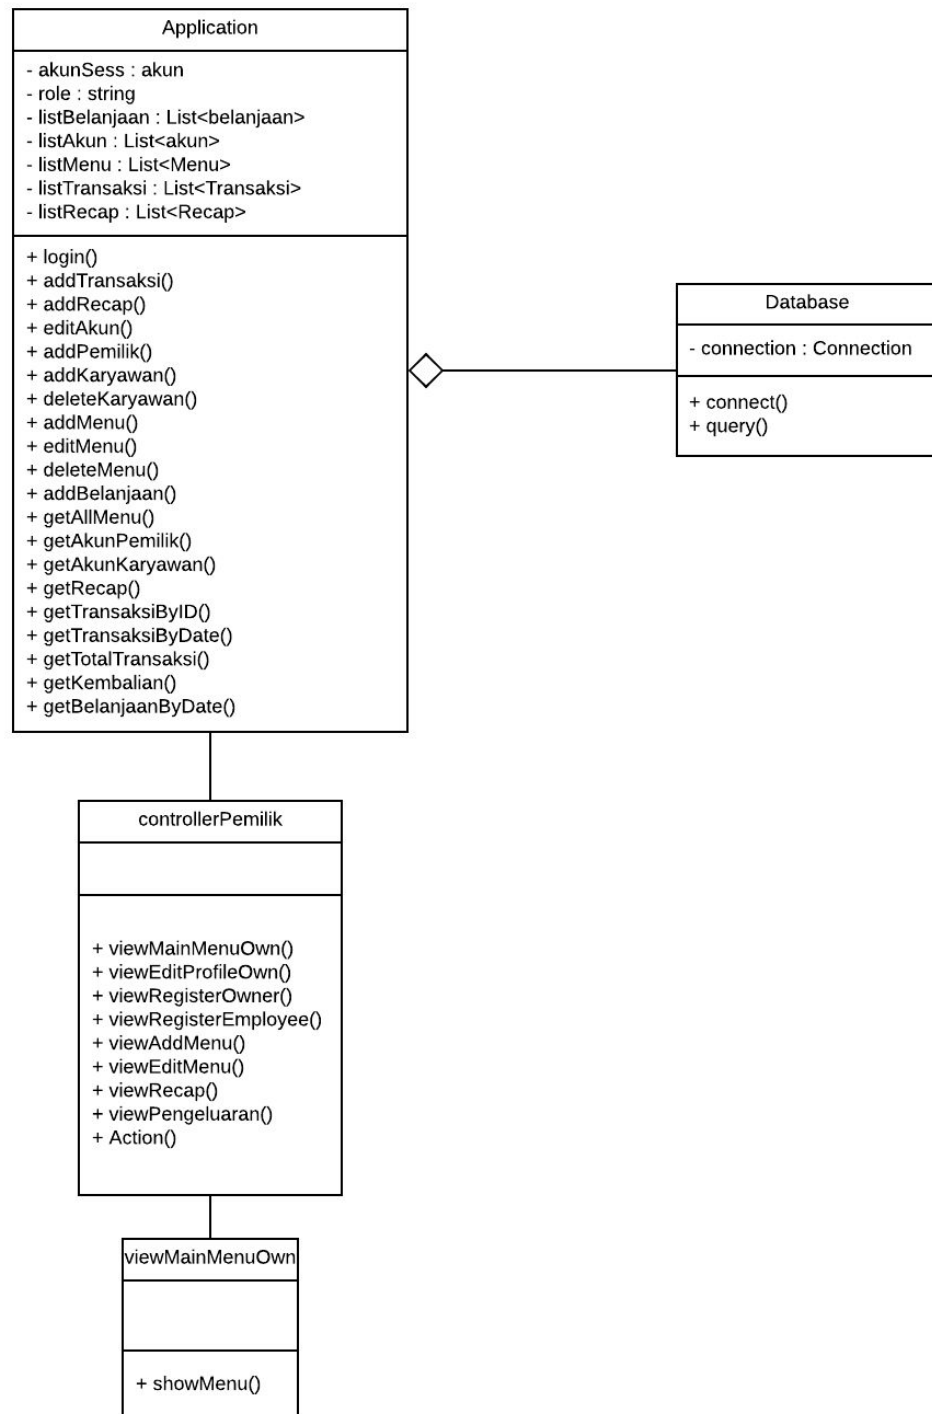 Application
- akunSess : akun
- role : string
- listBelanjaan : List<belanjaan>
- listAkun : List<akun>
- listMenu : List<Menu>
- listTransaksi : List<Transaksi>
- listRecap : List<Recap>
+ login()
+ addTransaksi()
+ addRecap()
+ editAkun()
+ addPemilik()
+ addKaryawan()
+ deleteKaryawan()
+ addMenu()
+ editMenu()
+ deleteMenu()
+ addBelanjaan()
+ getAllMenu()
+ getAkunPemilik()
+ getAkunKaryawan()
+ getRecap()
+ getTransaksiByID()
+ getTransaksiByDate()
+ getTotalTransaksi()
+ getKembalian()
+ getBelanjaanByDate()
Database
- connection : Connection
+ connect()
+ query()
controllerPemilik
+ viewMainMenuOwn()
+ viewEditProfileOwn()
+ viewRegisterOwner()
+ viewRegisterEmployee()
+ viewAddMenu()
+ viewEditMenu()
+ viewRecap()
+ viewPengeluaran()
+ Action()
viewMainMenuOwn
+ showMenu()